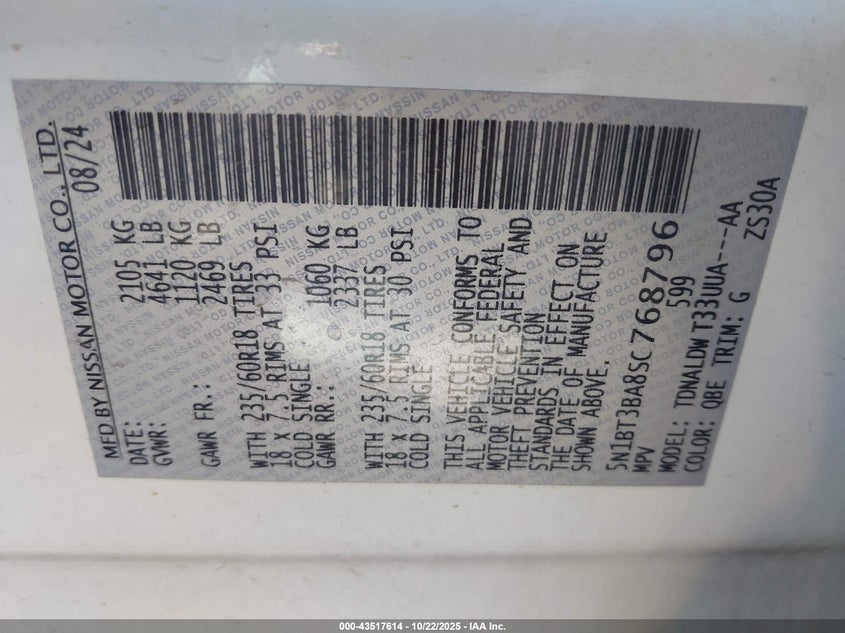 MFD BY NISSAN MOTOR CO., LTD.
DATE: 08/24
GVWR: 2105 KG
4641 LB
GAWR FR.: 1120 KG
2469 LB
WITH 235/60R18 TIRES
18 x 7.5 RIMS AT 33 PSI
COLD SINGLE
GAWR RR.: 1060 KG
2337 LB
WITH 235/60R18 TIRES
18 x 7.5 RIMS AT 30 PSI
COLD SINGLE
THIS VEHICLE CONFORMS TO
ALL APPLICABLE FEDERAL
MOTOR VEHICLE SAFETY AND
THEFT PREVENTION
STANDARDS IN EFFECT ON
THE DATE OF MANUFACTURE
SHOWN ABOVE.
5N1BT3BA8SC768796
MPV 599
MODEL: TDNALDWT33UUA---AA
COLOR: QBE TRIM: G ZS30A
000-43517614 - 10/22/2025 - IAA Inc.